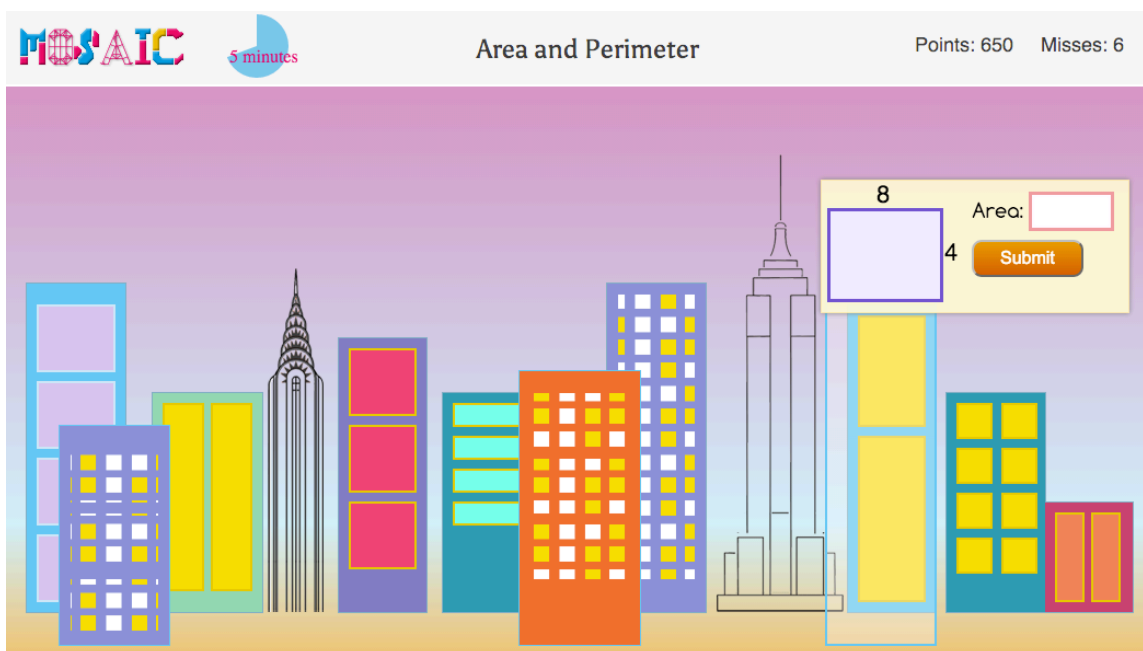 MOSAIC
5 minutes
Area and Perimeter
Points: 650
Misses: 6
8
Area:
4
Submit